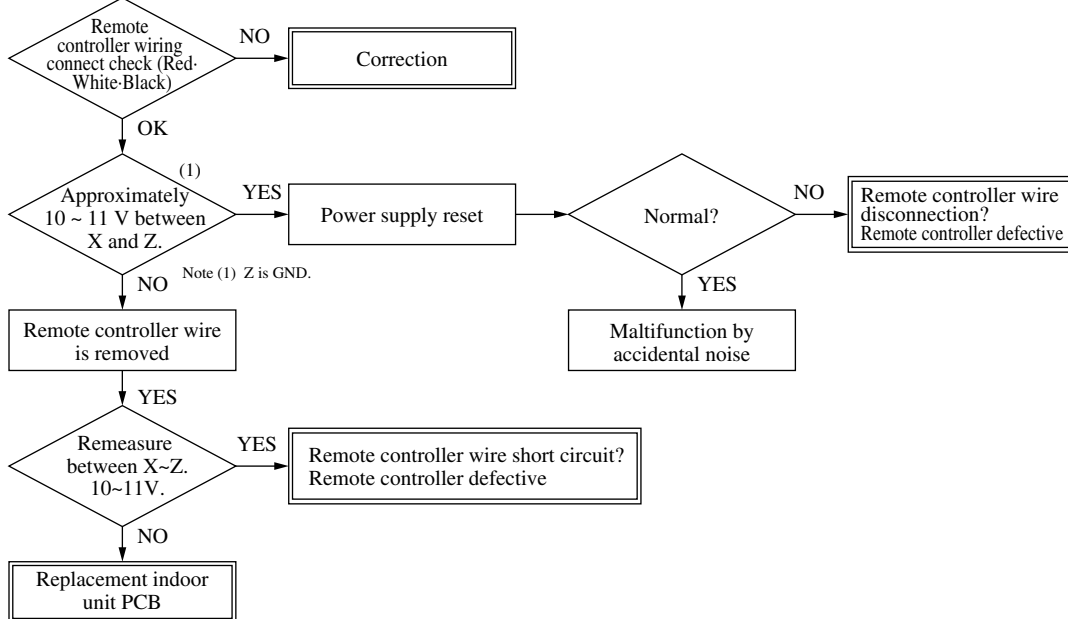 Remote
controller wiring
connect check (Red·
White·Black)
NO
Correction
OK
(1)
Approximately
10 ~ 11 V between
X and Z.
YES
Power supply reset
Normal?
NO
Remote controller wire
disconnection?
Remote controller defective
Note (1) Z is GND.
NO
YES
Remote controller wire
is removed
Maltifunction by
accidental noise
YES
Remeasure
between X~Z.
10~11V.
YES
Remote controller wire short circuit?
Remote controller defective
NO
Replacement indoor
unit PCB